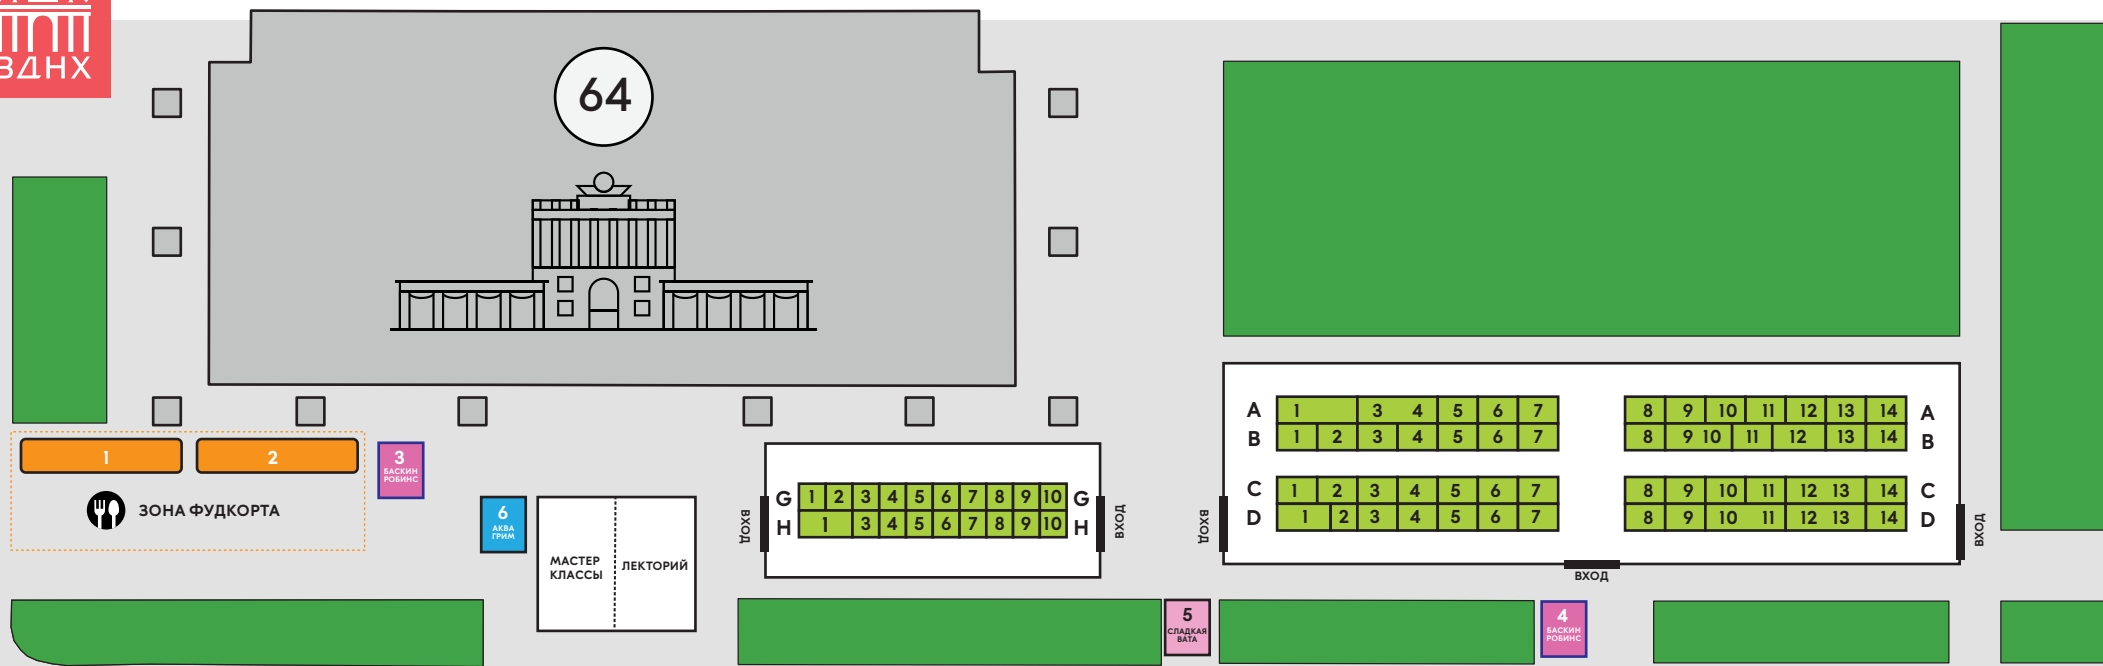 ВДНХ
64
1 2
ЗОНА ФУДКОРТА
3
БАСКИН
РОБИНС
6
АКВА
ГРИМ
МАСТЕР
КЛАССЫ
ЛЕКТОРИЙ
ВХОД
G 1 2 3 4 5 6 7 8 9 10 G
H 1 3 4 5 6 7 8 9 10 H
ВХОД
5
СЛАДКАЯ
ВАТА
ВХОД
A 1 3 4 5 6 7 8 9 10 11 12 13 14 A
B 1 2 3 4 5 6 7 8 9 10 11 12 13 14 B
C 1 2 3 4 5 6 7 8 9 10 11 12 13 14 C
D 1 2 3 4 5 6 7 8 9 10 11 12 13 14 D
ВХОД
ВХОД
4
БАСКИН
РОБИНС